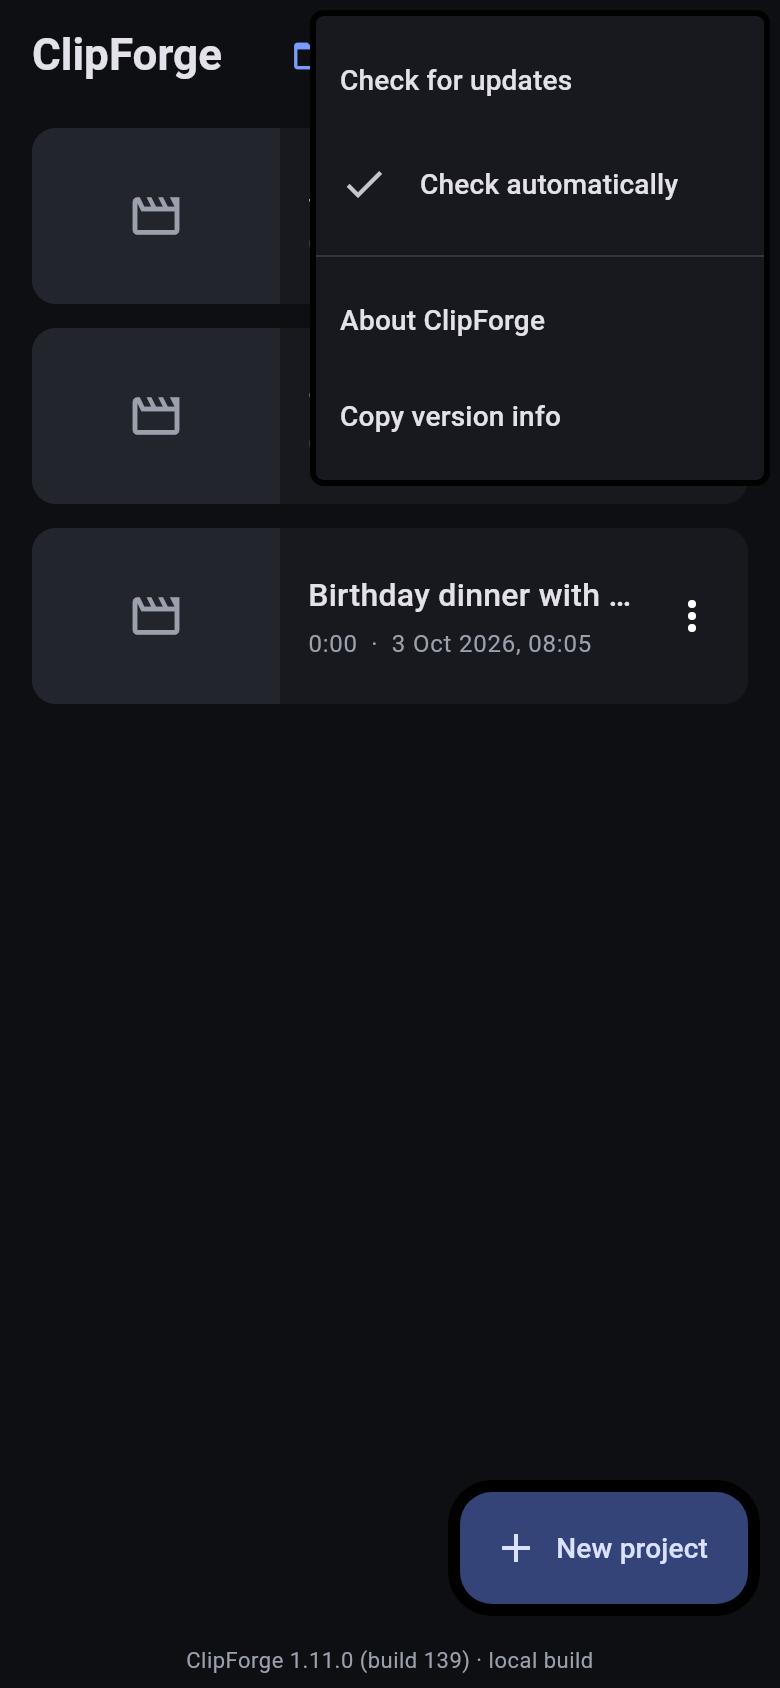 ClipForge
Check for updates
Check automatically
About ClipForge
Copy version info
Birthday dinner with ...
0:00 · 3 Oct 2026, 08:05
New project
ClipForge 1.11.0 (build 139) · local build